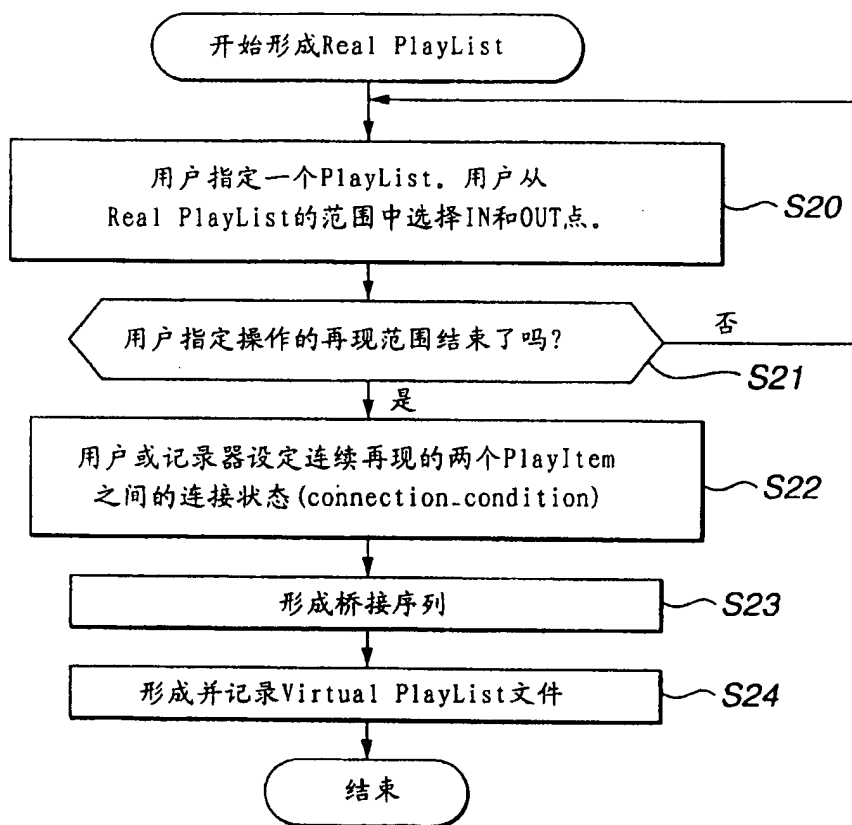 开始形成Real PlayList
用户指定一个PlayList。用户从
Real PlayList的范围中选择IN和OUT点。
S20
用户指定操作的再现范围结束了吗?
否
S21
是
用户或记录器设定连续再现的两个PlayItem
之间的连接状态(connection_condition)
S22
形成桥接序列
S23
形成并记录Virtual PlayList文件
S24
结束